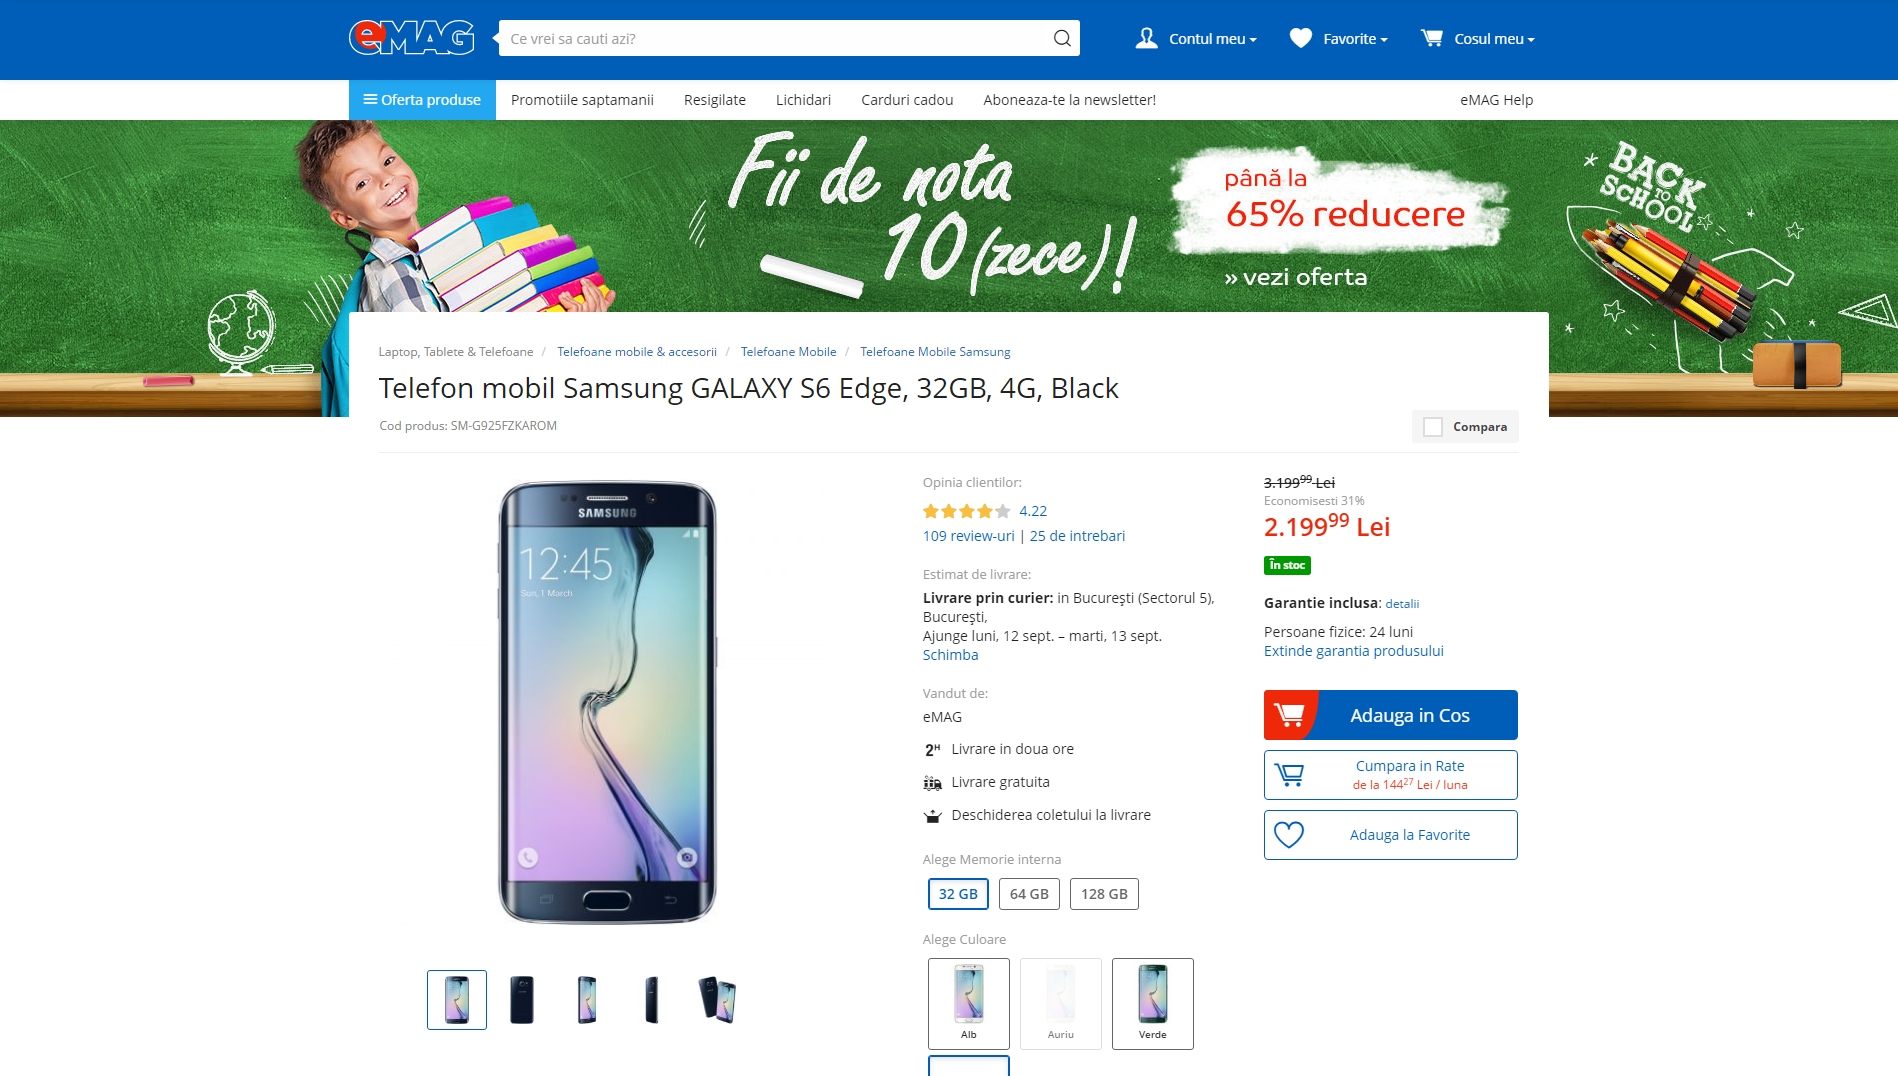 eMAG
Ce vrei sa cauti azi?
Contul meu
Favorite
Cosul meu
Oferta produse
Promotiile saptamanii
Resigilate
Lichidari
Carduri cadou
Aboneaza-te la newsletter!
eMAG Help
Fii de nota
10 (zece)!
până la
65% reducere
» vezi oferta
BACK
TO
SCHOOL
Laptop, Tablete & Telefoane / Telefoane mobile & accesorii / Telefoane Mobile / Telefoane Mobile Samsung
Telefon mobil Samsung GALAXY S6 Edge, 32GB, 4G, Black
Cod produs: SM-G925FZKAROM
Compara
SAMSUNG
12:45
Sun, 1 March
Opinia clientilor:
4.22
109 review-uri | 25 de intrebari
Estimat de livrare:
Livrare prin curier: in Bucureşti (Sectorul 5),
Bucureşti,
Ajunge luni, 12 sept. – marti, 13 sept.
Schimba
Vandut de:
eMAG
2H Livrare in doua ore
Livrare gratuita
Deschiderea coletului la livrare
Alege Memorie interna
32 GB
64 GB
128 GB
Alege Culoare
Alb
Auriu
Verde
3.199⁹⁹ Lei
Economisesti 31%
2.199⁹⁹ Lei
În stoc
Garantie inclusa: detalii
Persoane fizice: 24 luni
Extinde garantia produsului
Adauga in Cos
Cumpara in Rate
de la 144²⁷ Lei / luna
Adauga la Favorite